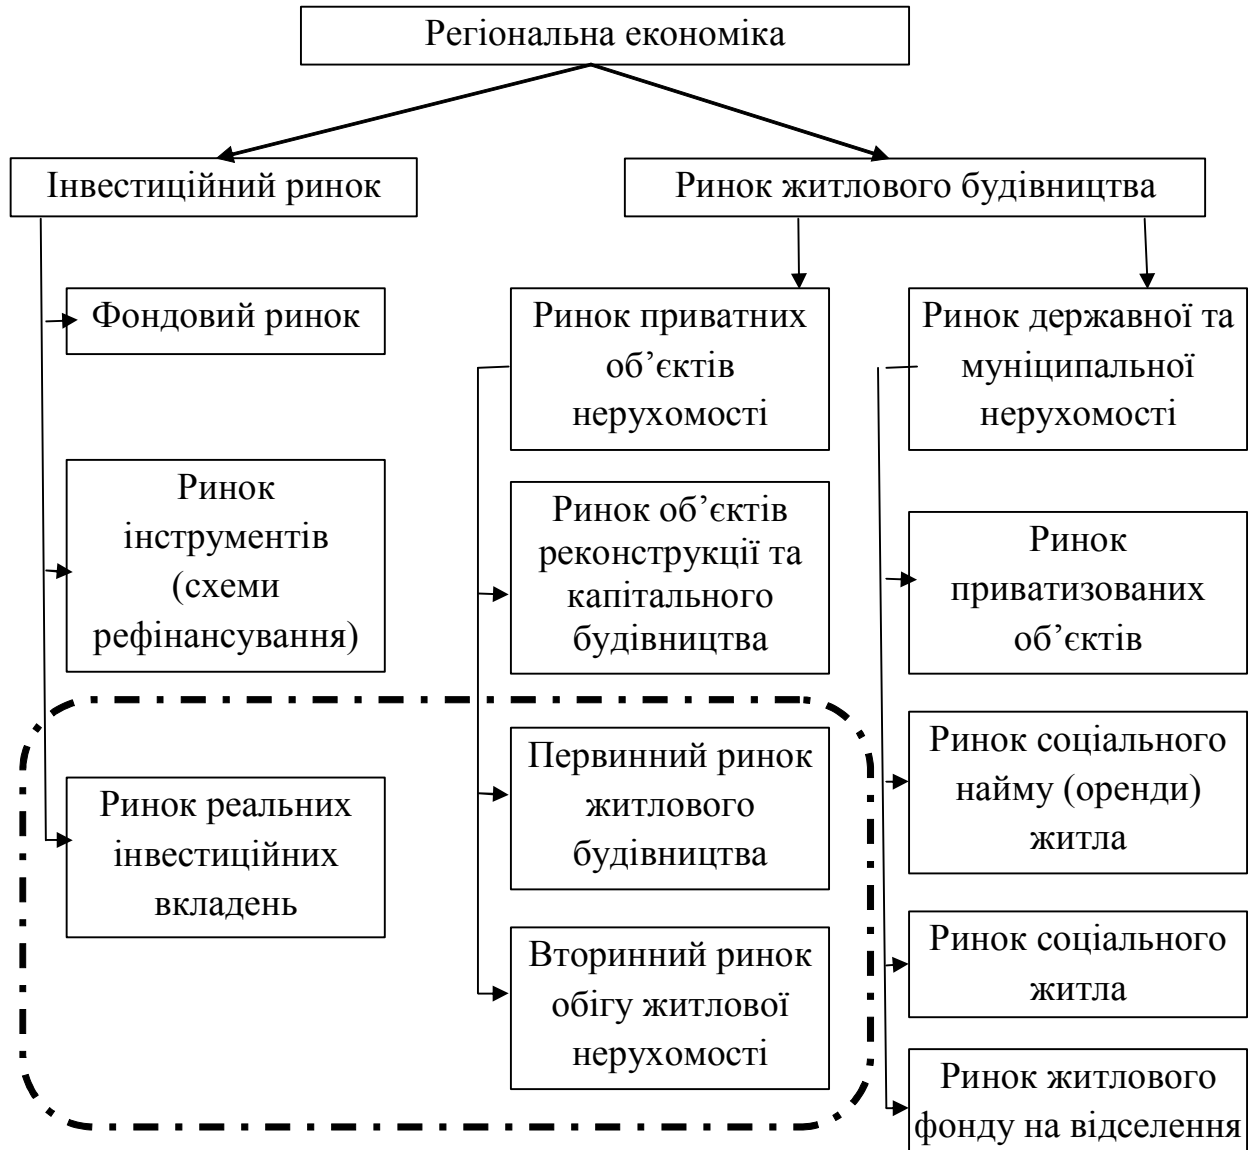 Регіональна економіка
Інвестиційний ринок
Ринок житлового будівництва
Фондовий ринок
Ринок
інструментів
(схеми
рефінансування)
Ринок реальних
інвестиційних
вкладень
Ринок приватних
об’єктів
нерухомості
Ринок об’єктів
реконструкції та
капітального
будівництва
Первинний ринок
житлового
будівництва
Вторинний ринок
обігу житлової
нерухомості
Ринок державної та
муніципальної
нерухомості
Ринок
приватизованих
об’єктів
Ринок соціального
найму (оренди)
житла
Ринок соціального
житла
Ринок житлового
фонду на відселення